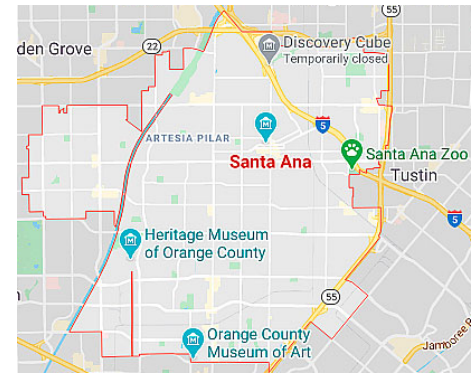 55
den Grove
22
Discovery Cube
Temporarily closed
ARTESIA PILAR
5
Santa Ana
Santa Ana Zoo
Tustin
5
Heritage Museum
of Orange County
55
Orange County
Museum of Art
Jamboree R